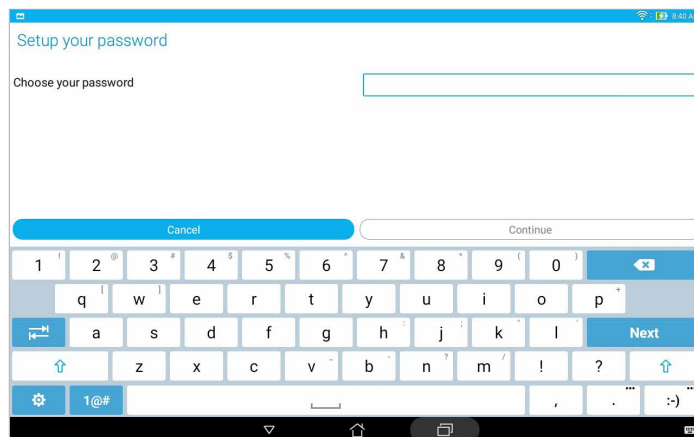 8:40 A
Setup your password
Choose your password
Cancel
Continue
1 ! 2 @ 3 # 4 $ 5 % 6 ^ 7 & 8 * 9 ( 0 )
q [ w ] e r t y u i o p +
a s d f g h : j ; k " l ' Next
z x c v b n ? m / ! ?
1@# , . :-)